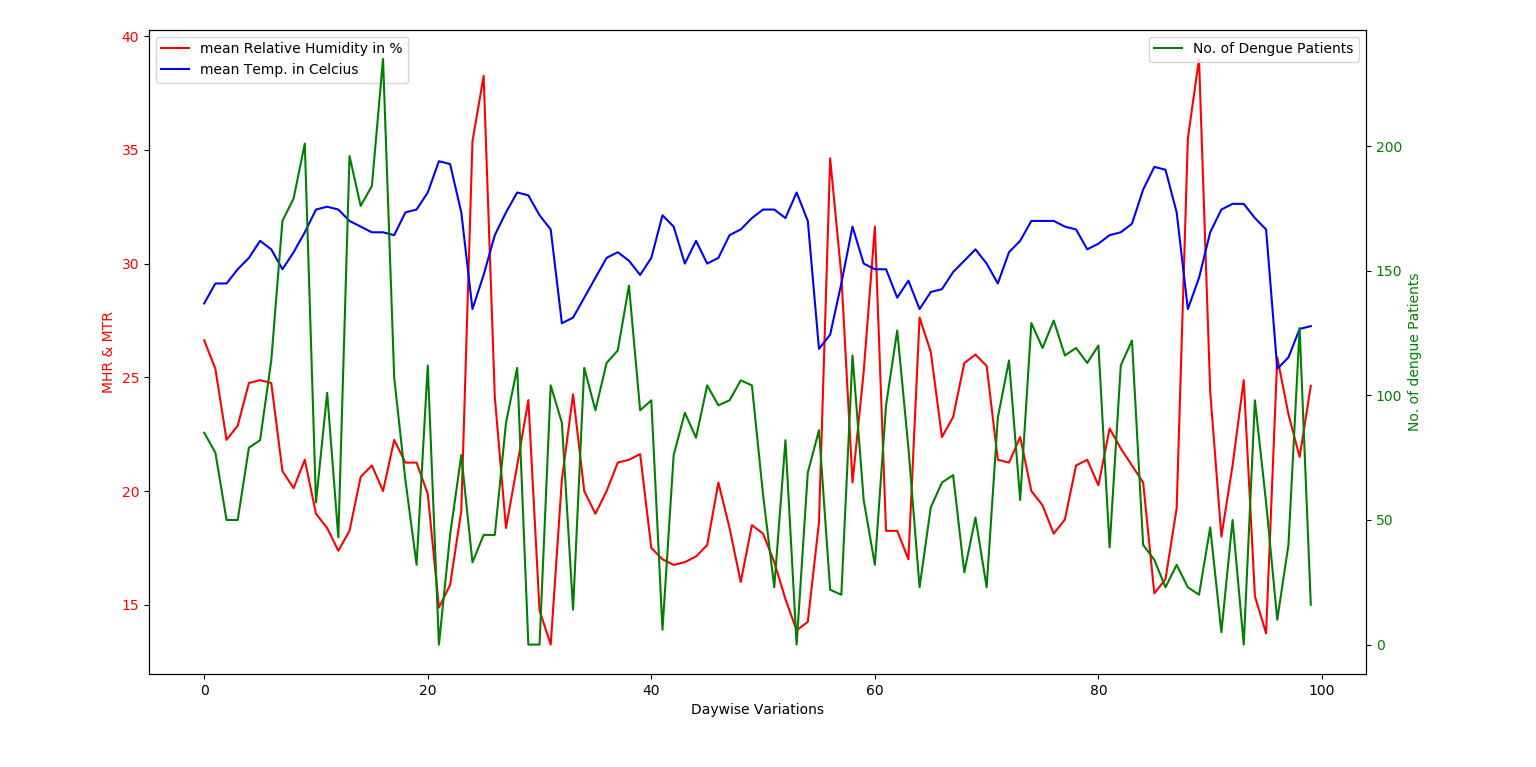 mean Relative Humidity in %
mean Temp. in Celcius
No. of Dengue Patients
40
35
30
25
20
15
MHR & MTR
200
150
100
50
0
No. of dengue Patients
0
20
40
60
80
100
Daywise Variations